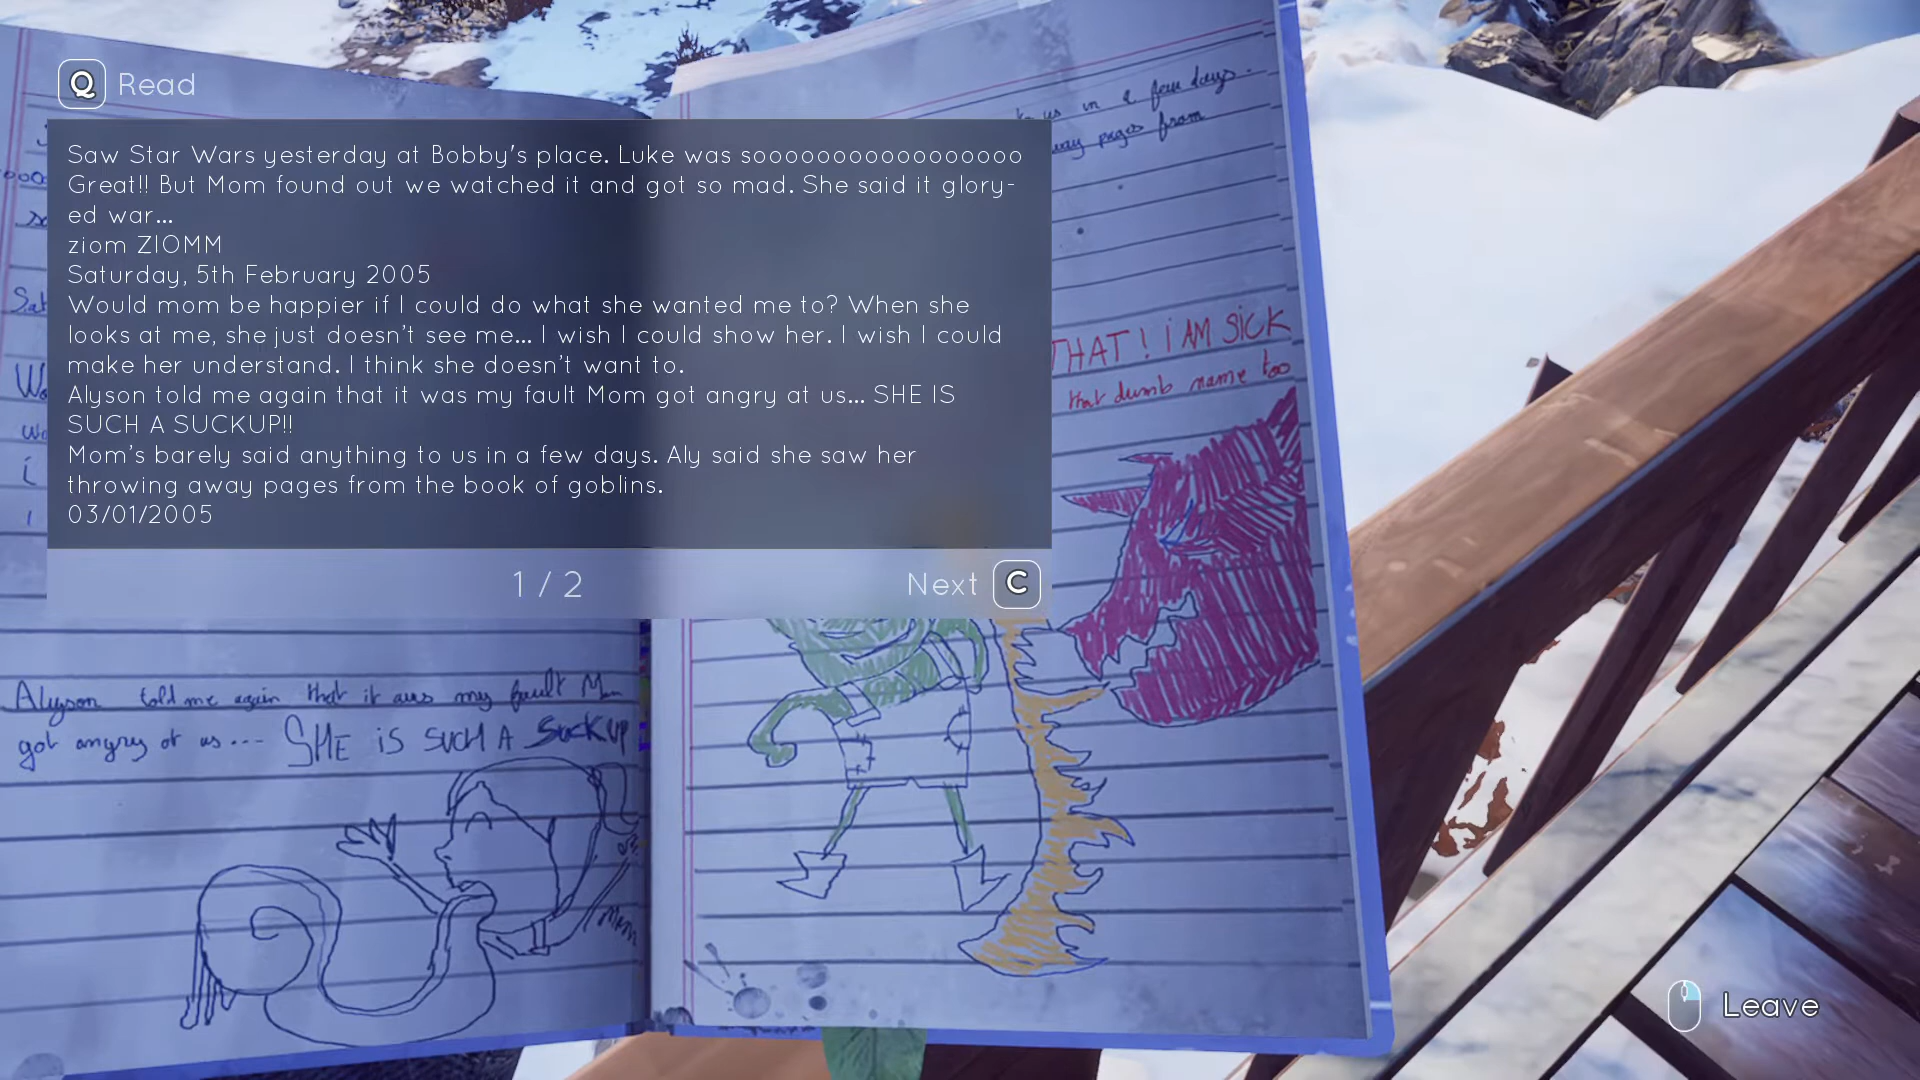 Q Read
Saw Star Wars yesterday at Bobby's place. Luke was sooooooooooooooooo
Great!! But Mom found out we watched it and got so mad. She said it glory-
ed war...
ziom ZIOMM
Saturday, 5th February 2005
Would mom be happier if I could do what she wanted me to? When she
looks at me, she just doesn't see me... I wish I could show her. I wish I could
make her understand. I think she doesn't want to.
Alyson told me again that it was my fault Mom got angry at us... SHE IS
SUCH A SUCKUP!!
Mom's barely said anything to us in a few days. Aly said she saw her
throwing away pages from the book of goblins.
03/01/2005
1 / 2
Next C
Alyson told me again that it was my fault Mom
got angry at us... SHE iS SUCH A SUCKUP
Mom
to us in a few days.
away pages from
THAT! i AM SICK
that dumb name too
Leave